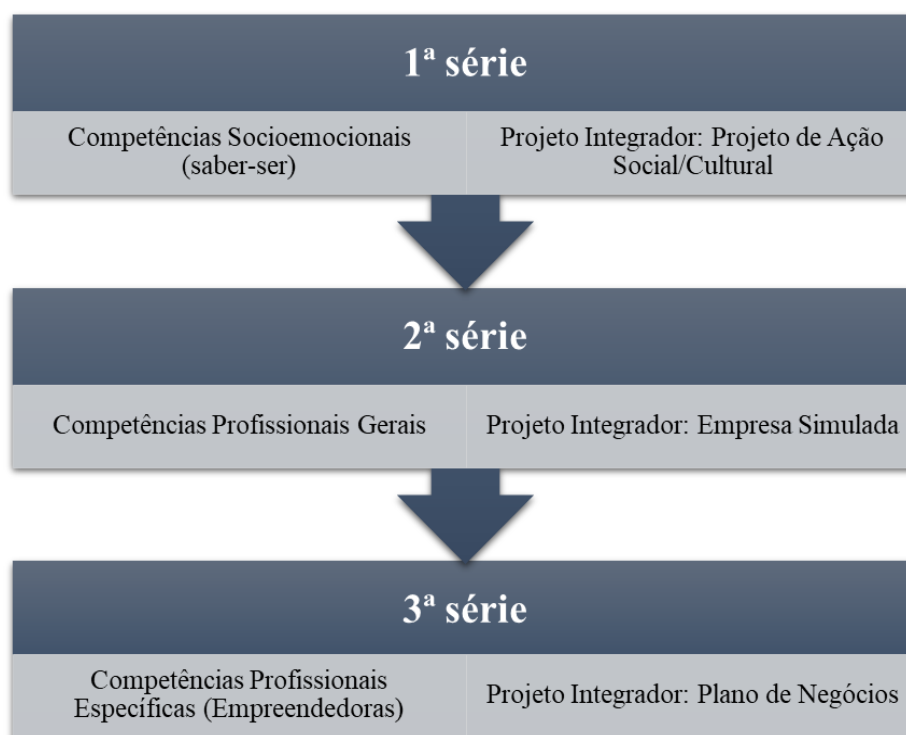 1ª série
Competências Socioemocionais
(saber-ser)
Projeto Integrador: Projeto de Ação
Social/Cultural
2ª série
Competências Profissionais Gerais
Projeto Integrador: Empresa Simulada
3ª série
Competências Profissionais
Específicas (Empreendedoras)
Projeto Integrador: Plano de Negócios